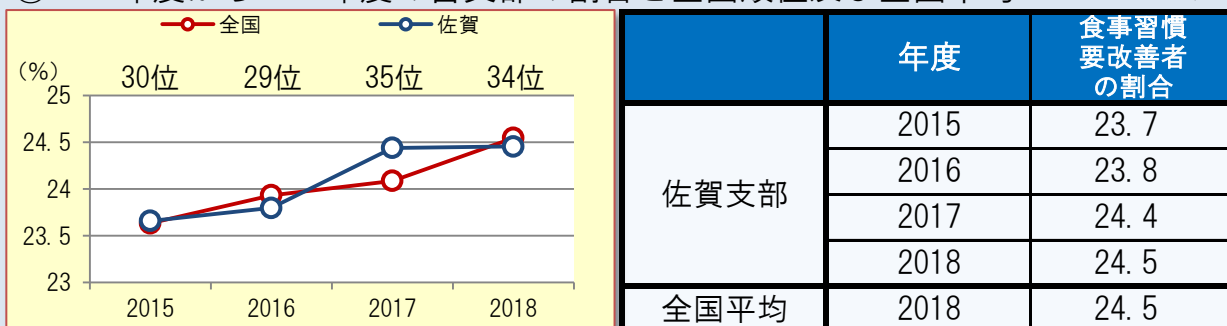 全国 佐賀
(%) 30位 29位 35位 34位
25
24.5
24
23.5
23
2015 2016 2017 2018
年度 食事習慣
要改善者
の割合
佐賀支部
2015 23.7
2016 23.8
2017 24.4
2018 24.5
全国平均 2018 24.5